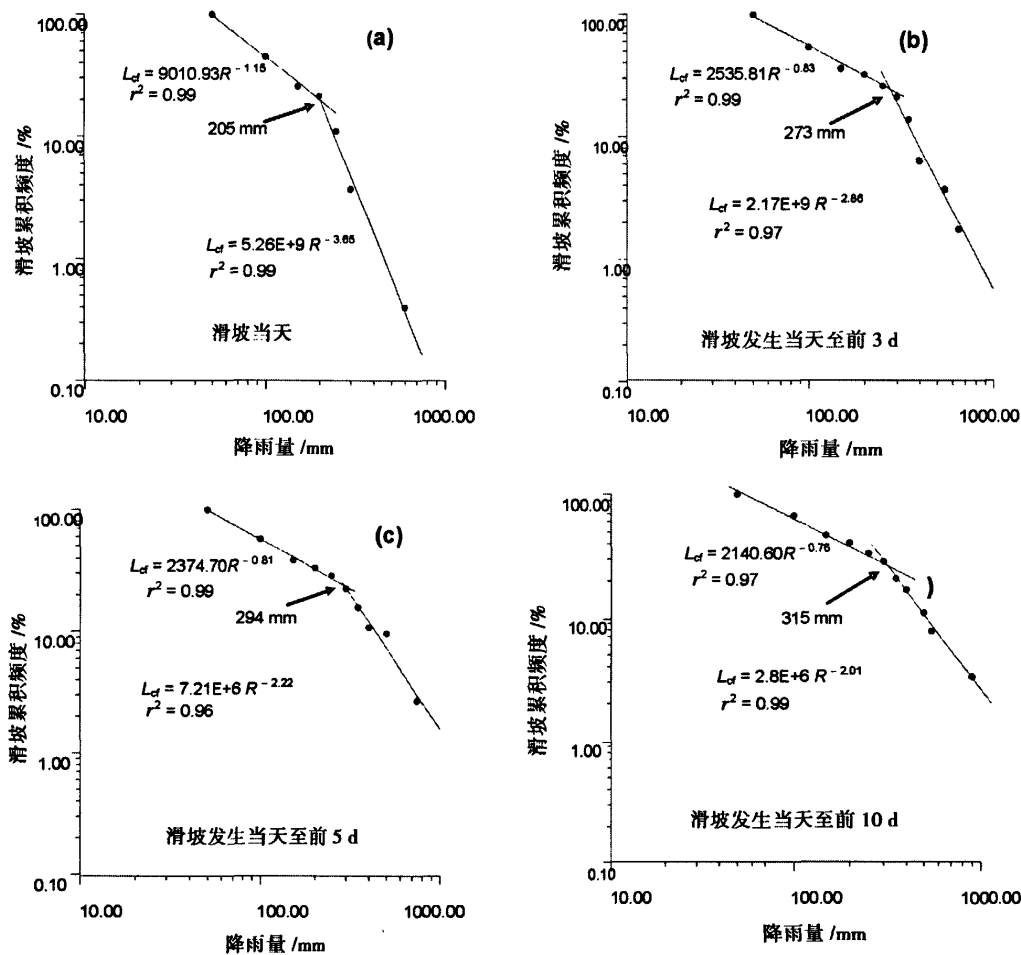 (a)
100.00
10.00
1.00
0.10
L_cf = 9010.93R^-1.15
r² = 0.99
205 mm
L_cf = 5.26E+9 R^-3.65
r² = 0.99
滑坡当天
10.00 100.00 1000.00
降雨量 /mm
滑坡累积频度 /%
(b)
100.00
10.00
1.00
0.10
L_cf = 2535.81R^-0.83
r² = 0.99
273 mm
L_cf = 2.17E+9 R^-2.86
r² = 0.97
滑坡发生当天至前 3 d
10.00 100.00 1000.00
降雨量 /mm
滑坡累积频度 /%
(c)
100.00
10.00
1.00
0.10
L_cf = 2374.70R^-0.81
r² = 0.99
294 mm
L_cf = 7.21E+6 R^-2.22
r² = 0.96
滑坡发生当天至前 5 d
10.00 100.00 1000.00
降雨量 /mm
滑坡累积频度 /%
)
100.00
10.00
1.00
0.10
L_cf = 2140.60R^-0.76
r² = 0.97
315 mm
L_cf = 2.8E+6 R^-2.01
r² = 0.99
滑坡发生当天至前 10 d
10.00 100.00 1000.00
降雨量 /mm
滑坡累积频度 /%